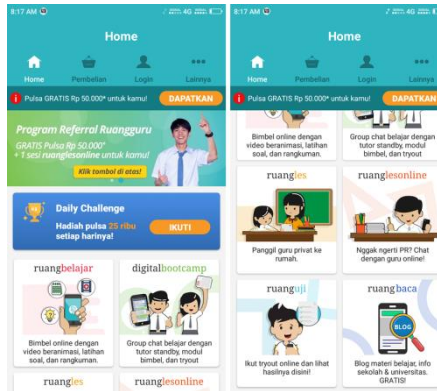 8:17 AM
4G
Home
Home
Pembelian
Login
Lainnya
Pulsa GRATIS Rp 50.000* untuk kamu!
DAPATKAN
Program Referral Ruangguru
GRATIS Pulsa Rp 50.000*
+ 1 sesi ruanglesonline untuk kamu!
Klik tombol di atas!
Daily Challenge
Hadiah pulsa 25 ribu
setiap harinya!
IKUTI
ruangbelajar
Bimbel online dengan
video beranimasi, latihan
soal, dan rangkuman.
digitalbootcamp
Group chat belajar dengan
tutor standby, modul
bimbel, dan tryout
ruangles
ruanglesonline
8:17 AM
4G
Home
Home
Pembelian
Login
Lainnya
Pulsa GRATIS Rp 50.000* untuk kamu!
DAPATKAN
Bimbel online dengan
video beranimasi, latihan
soal, dan rangkuman.
Group chat belajar dengan
tutor standby, modul
bimbel, dan tryout
ruangles
Panggil guru privat ke
rumah.
ruanglesonline
Nggak ngerti PR? Chat
dengan guru online!
ruanguji
Ikut tryout online dan lihat
hasilnya disini!
ruangbaca
BLOG
Blog materi belajar, info
sekolah & universitas.
GRATIS!